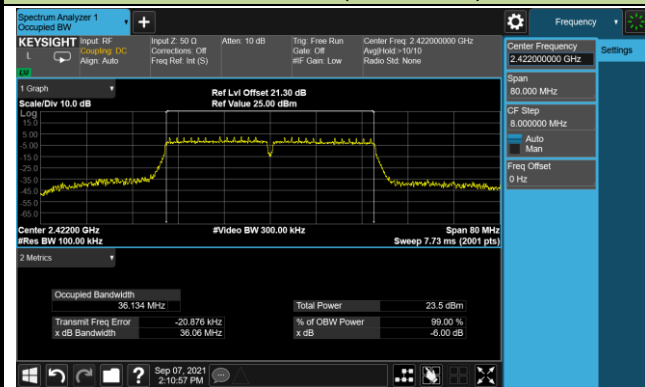 Spectrum Analyzer 1
Occupied BW
Frequency
KEYSIGHT
L
LV
Input: RF
Coupling: DC
Align: Auto
Input Z: 50 Ω
Corrections: Off
Freq Ref: Int (S)
Atten: 10 dB
Trig: Free Run
Gate: Off
#IF Gain: Low
Center Freq: 2.422000000 GHz
Avg|Hold:>10/10
Radio Std: None
Center Frequency
2.422000000 GHz
Settings
Span
80.000 MHz
CF Step
8.000000 MHz
Auto
Man
Freq Offset
0 Hz
1 Graph
Scale/Div 10.0 dB
Ref Lvl Offset 21.30 dB
Ref Value 25.00 dBm
Log
15.0
5.00
-5.00
-15.0
-25.0
-35.0
-45.0
-55.0
-65.0
Center 2.42200 GHz
#Video BW 300.00 kHz
Span 80 MHz
#Res BW 100.00 kHz
Sweep 7.73 ms (2001 pts)
2 Metrics
Occupied Bandwidth
36.134 MHz
Total Power 23.5 dBm
Transmit Freq Error -20.876 kHz
% of OBW Power 99.00 %
x dB Bandwidth 36.06 MHz
x dB -6.00 dB
Sep 07, 2021
2:10:57 PM